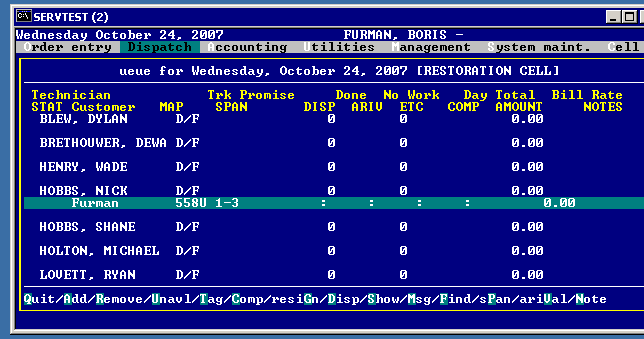 SERVTEST (2)
Wednesday October 24, 2007 FURMAN, BORIS -
Order entry Dispatch Accounting Utilities Management System maint. Cell
ueue for Wednesday, October 24, 2007 [RESTORATION CELL]
Technician Trk Promise Done No Work Day Total Bill Rate
STAT Customer MAP SPAN DISP ARIV ETC COMP AMOUNT NOTES
BLEW, DYLAN D/F 0 0 0.00
BRETHOUWER, DEWA D/F 0 0 0.00
HENRY, WADE D/F 0 0 0.00
HOBBS, NICK D/F 0 0 0.00
Furman 558U 1-3 : : : : 0.00
HOBBS, SHANE D/F 0 0 0.00
HOLTON, MICHAEL D/F 0 0 0.00
LOVETT, RYAN D/F 0 0 0.00
Quit/Add/Remove/Unavl/Tag/Comp/resiGn/Disp/Show/Msg/Find/sPan/ariVal/Note